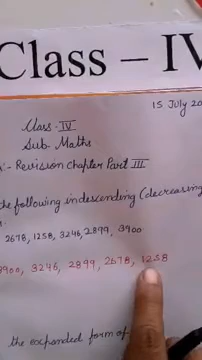 Class – IV
15 July 20
Class - IV
Sub - Maths
:- Revision Chapter Part III
the following in descending (decreasing
2678, 1258, 3246, 2899, 3900
3900, 3246, 2899, 2678, 1258
the expanded form of